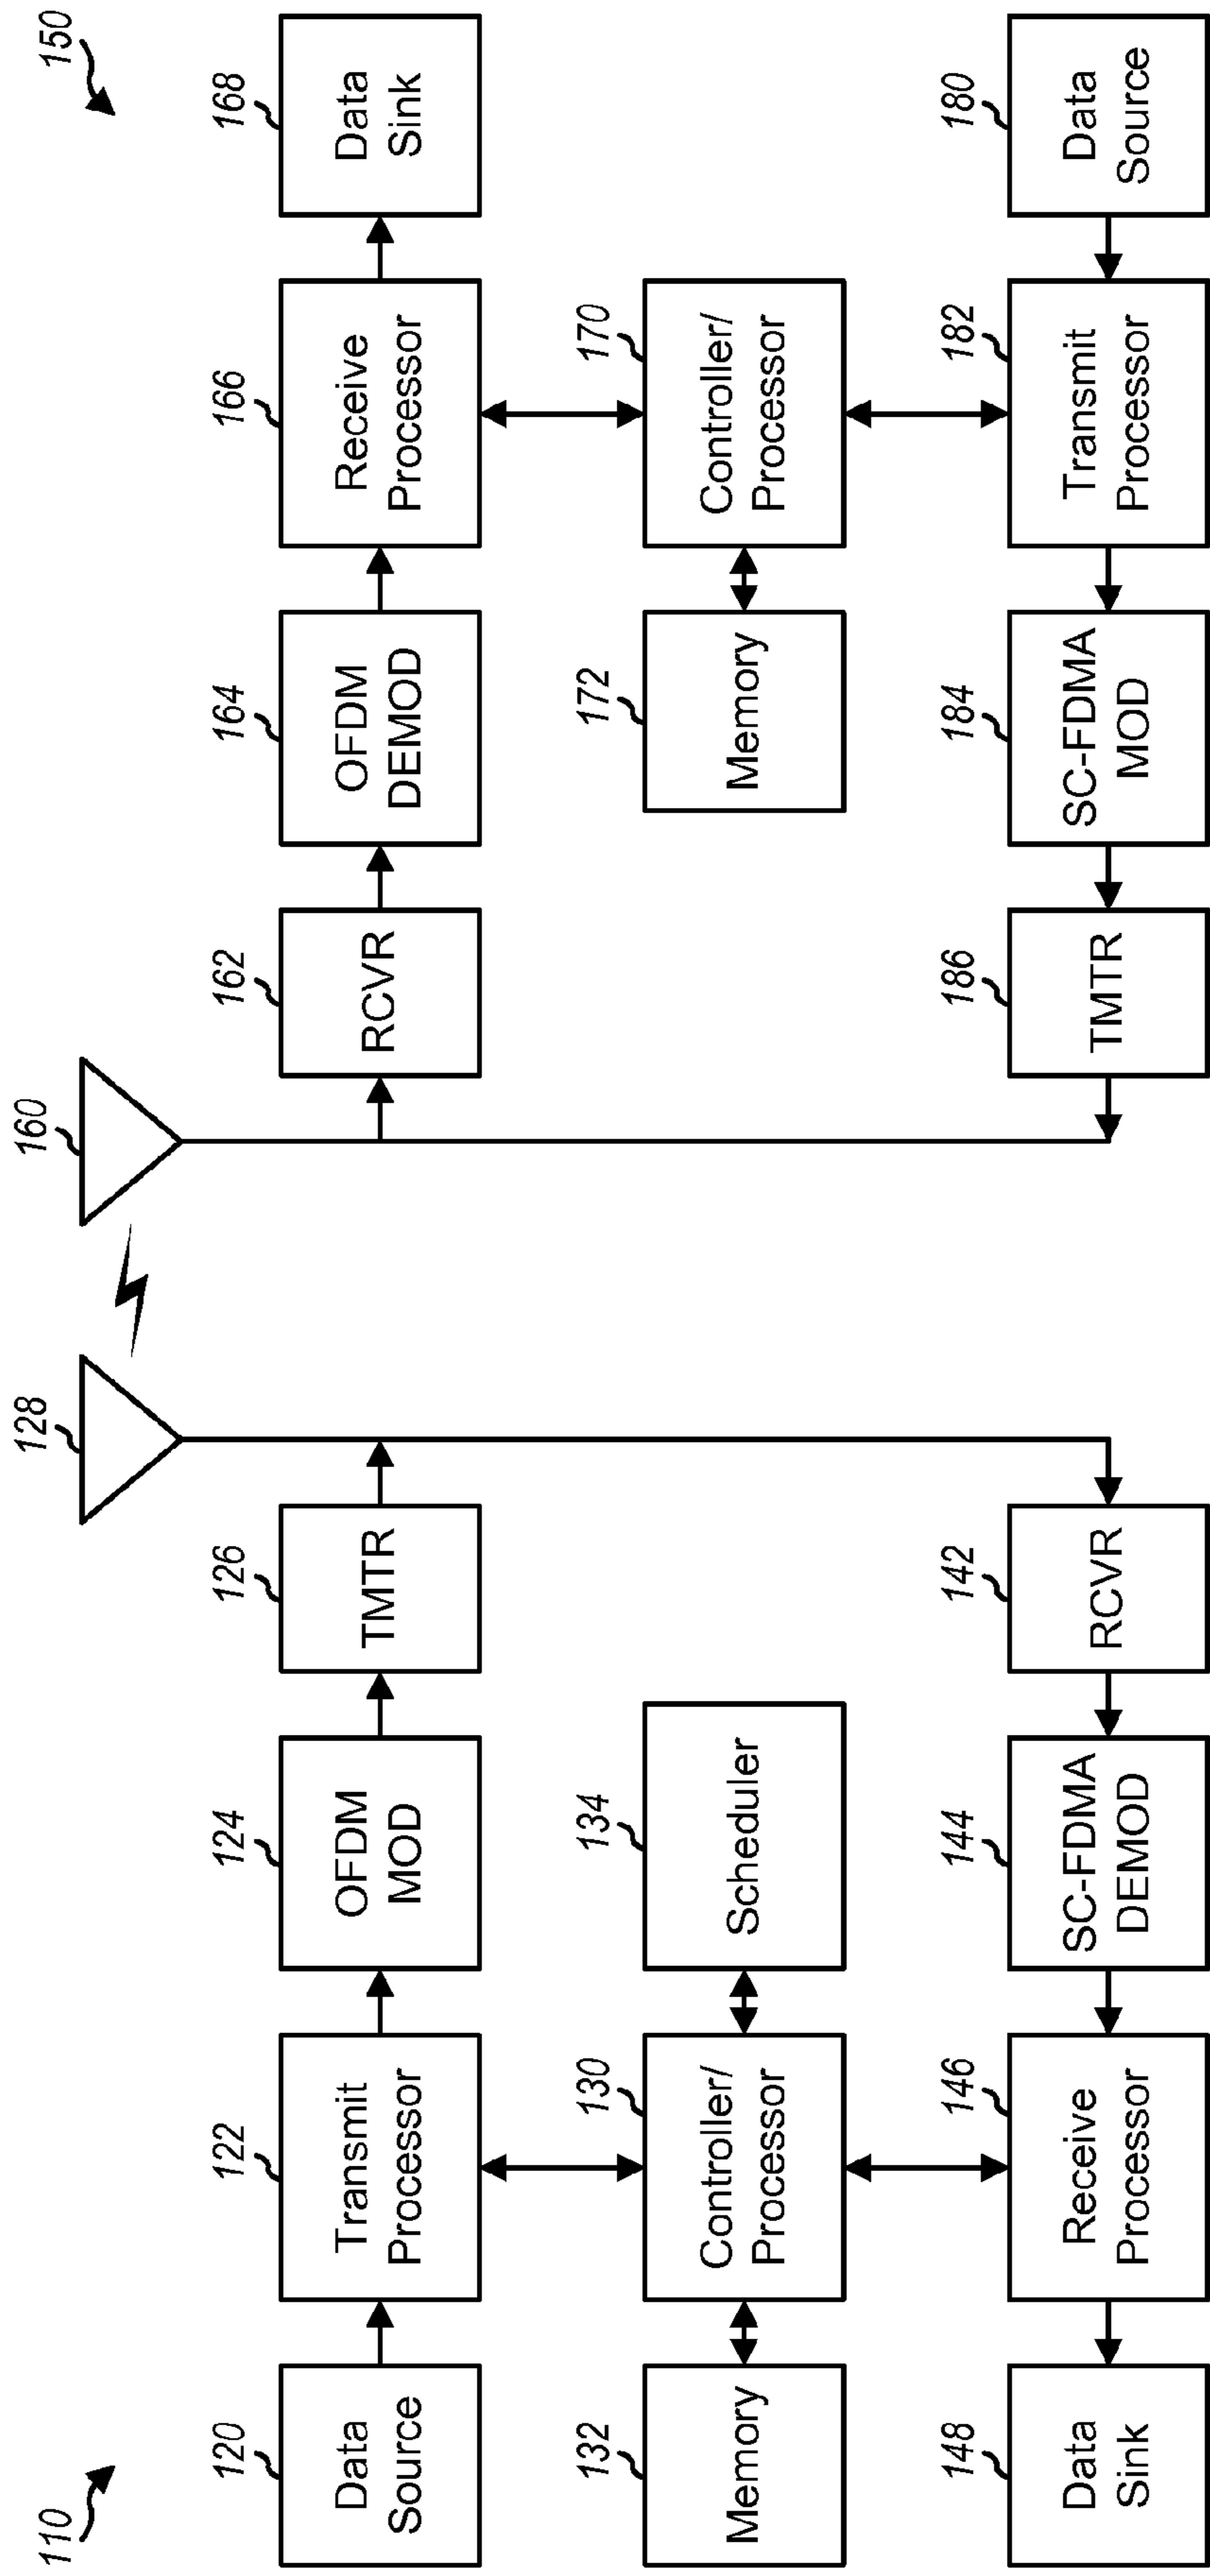 110
150
128
160
120
Data
Source
122
Transmit
Processor
124
OFDM
MOD
126
TMTR
162
RCVR
164
OFDM
DEMOD
166
Receive
Processor
168
Data
Sink
132
Memory
130
Controller/
Processor
134
Scheduler
172
Memory
170
Controller/
Processor
148
Data
Sink
146
Receive
Processor
144
SC-FDMA
DEMOD
142
RCVR
186
TMTR
184
SC-FDMA
MOD
182
Transmit
Processor
180
Data
Source